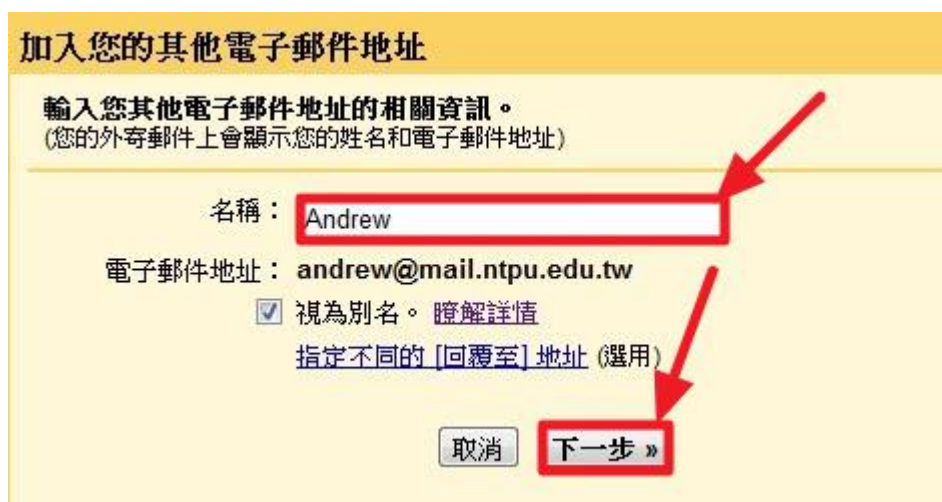 加入您的其他電子郵件地址
輸入您其他電子郵件地址的相關資訊。
(您的外寄郵件上會顯示您的姓名和電子郵件地址)
名稱： Andrew
電子郵件地址： andrew@mail.ntpu.edu.tw
視為別名。 瞭解詳情
指定不同的 [回覆至] 地址 (選用)
取消 下一步 »